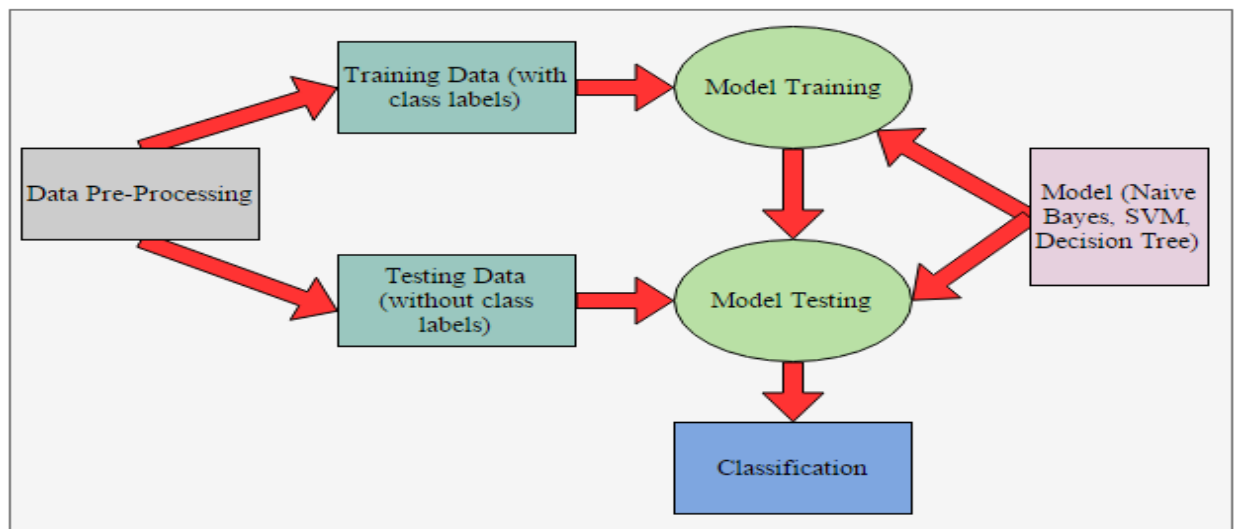 Training Data (with
class labels)
Model Training
Data Pre-Processing
Model (Naive
Bayes, SVM,
Decision Tree)
Testing Data
(without class
labels)
Model Testing
Classification